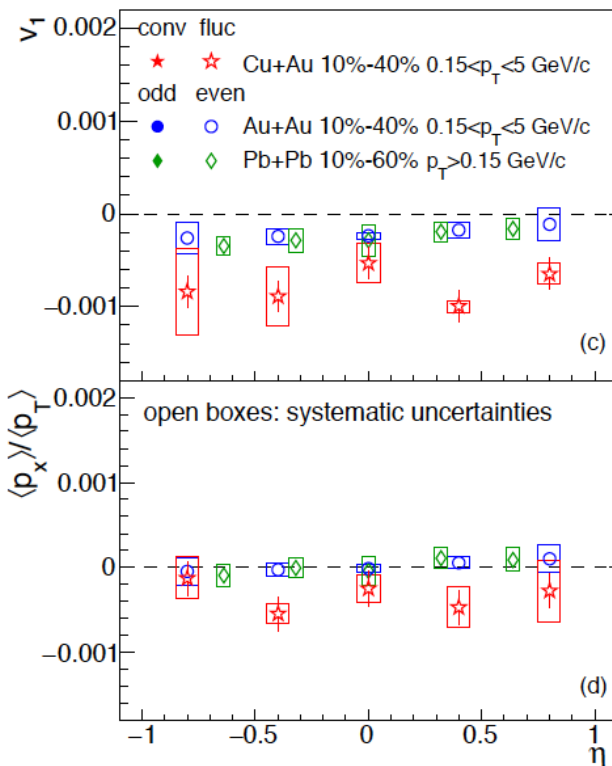 v1
0.002
0.001
0
−0.001
conv fluc
Cu+Au 10%-40% 0.15<pT<5 GeV/c
odd even
Au+Au 10%-40% 0.15<pT<5 GeV/c
Pb+Pb 10%-60% pT>0.15 GeV/c
(c)
⟨px⟩/⟨pT⟩
0.002
0.001
0
−0.001
open boxes: systematic uncertainties
(d)
−1 −0.5 0 0.5 1
η